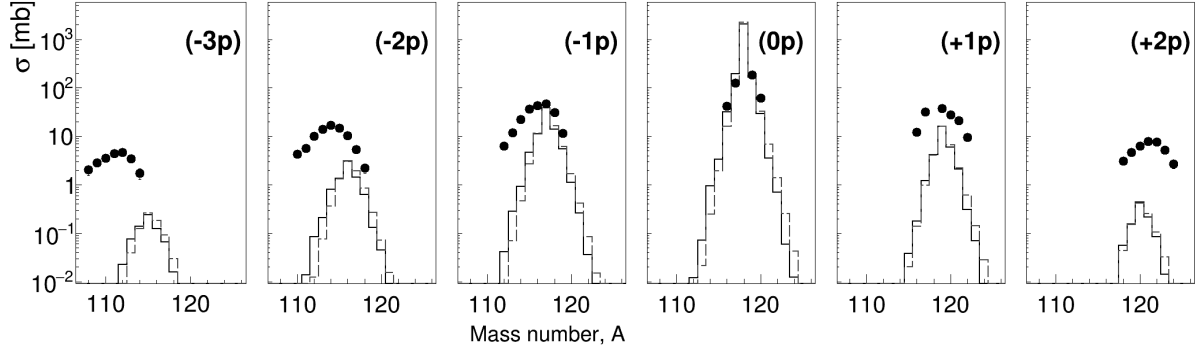 σ [mb]
10³
10²
10
1
10⁻¹
10⁻²
(-3p)
(-2p)
(-1p)
(0p)
(+1p)
(+2p)
110 120
110 120
110 120
110 120
110 120
110 120
Mass number, A